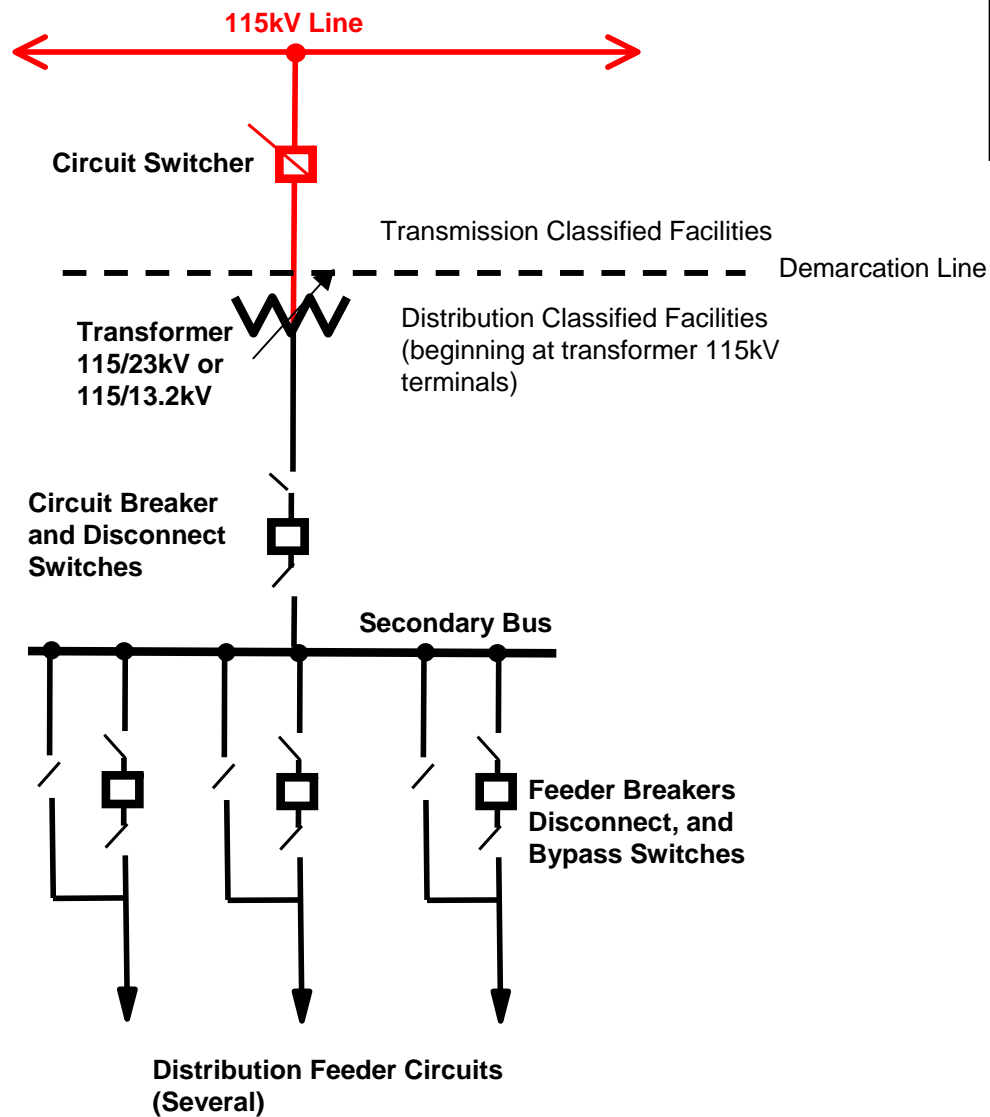 115kV Line
Circuit Switcher
Transmission Classified Facilities
Demarcation Line
Transformer
115/23kV or
115/13.2kV
Distribution Classified Facilities
(beginning at transformer 115kV
terminals)
Circuit Breaker
and Disconnect
Switches
Secondary Bus
Feeder Breakers
Disconnect, and
Bypass Switches
Distribution Feeder Circuits
(Several)